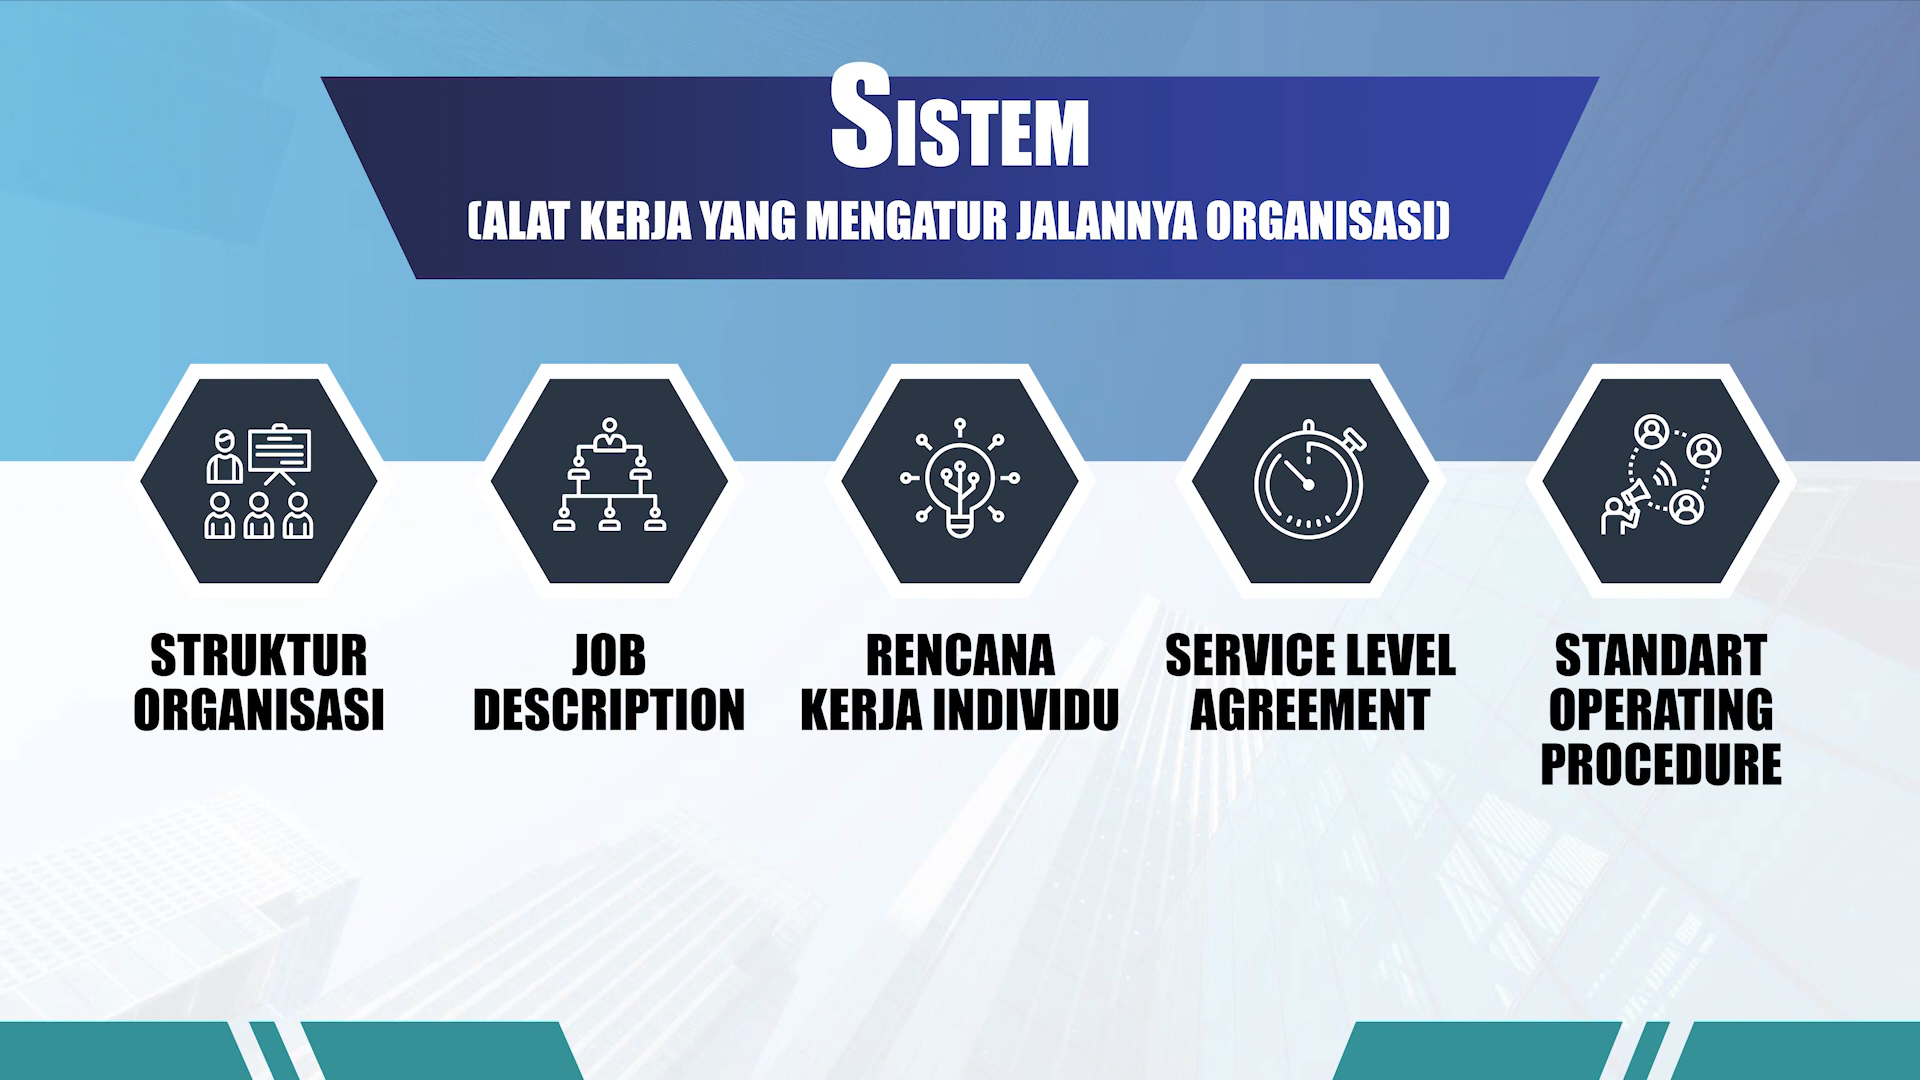 SISTEM
(ALAT KERJA YANG MENGATUR JALANNYA ORGANISASI)
STRUKTUR
ORGANISASI
JOB
DESCRIPTION
RENCANA
KERJA INDIVIDU
SERVICE LEVEL
AGREEMENT
STANDART
OPERATING
PROCEDURE